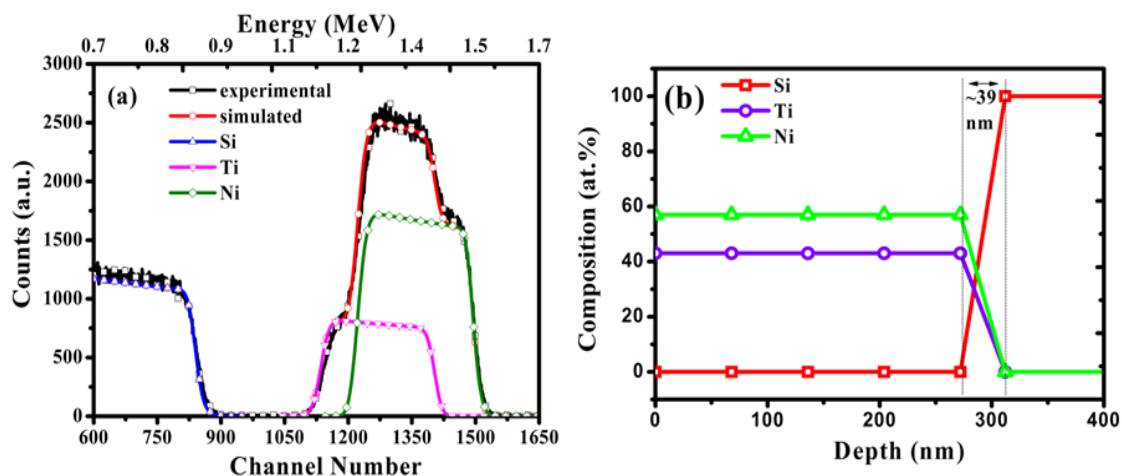 Energy (MeV)
0.7 0.8 0.9 1.1 1.2 1.4 1.5 1.7
3000
2500
2000
1500
1000
500
0
Counts (a.u.)
(a)
experimental
simulated
Si
Ti
Ni
600 750 900 1050 1200 1350 1500 1650
Channel Number
100
80
60
40
20
0
Composition (at.%)
Si
Ti
Ni
(b)
~39
nm
0 100 200 300 400
Depth (nm)